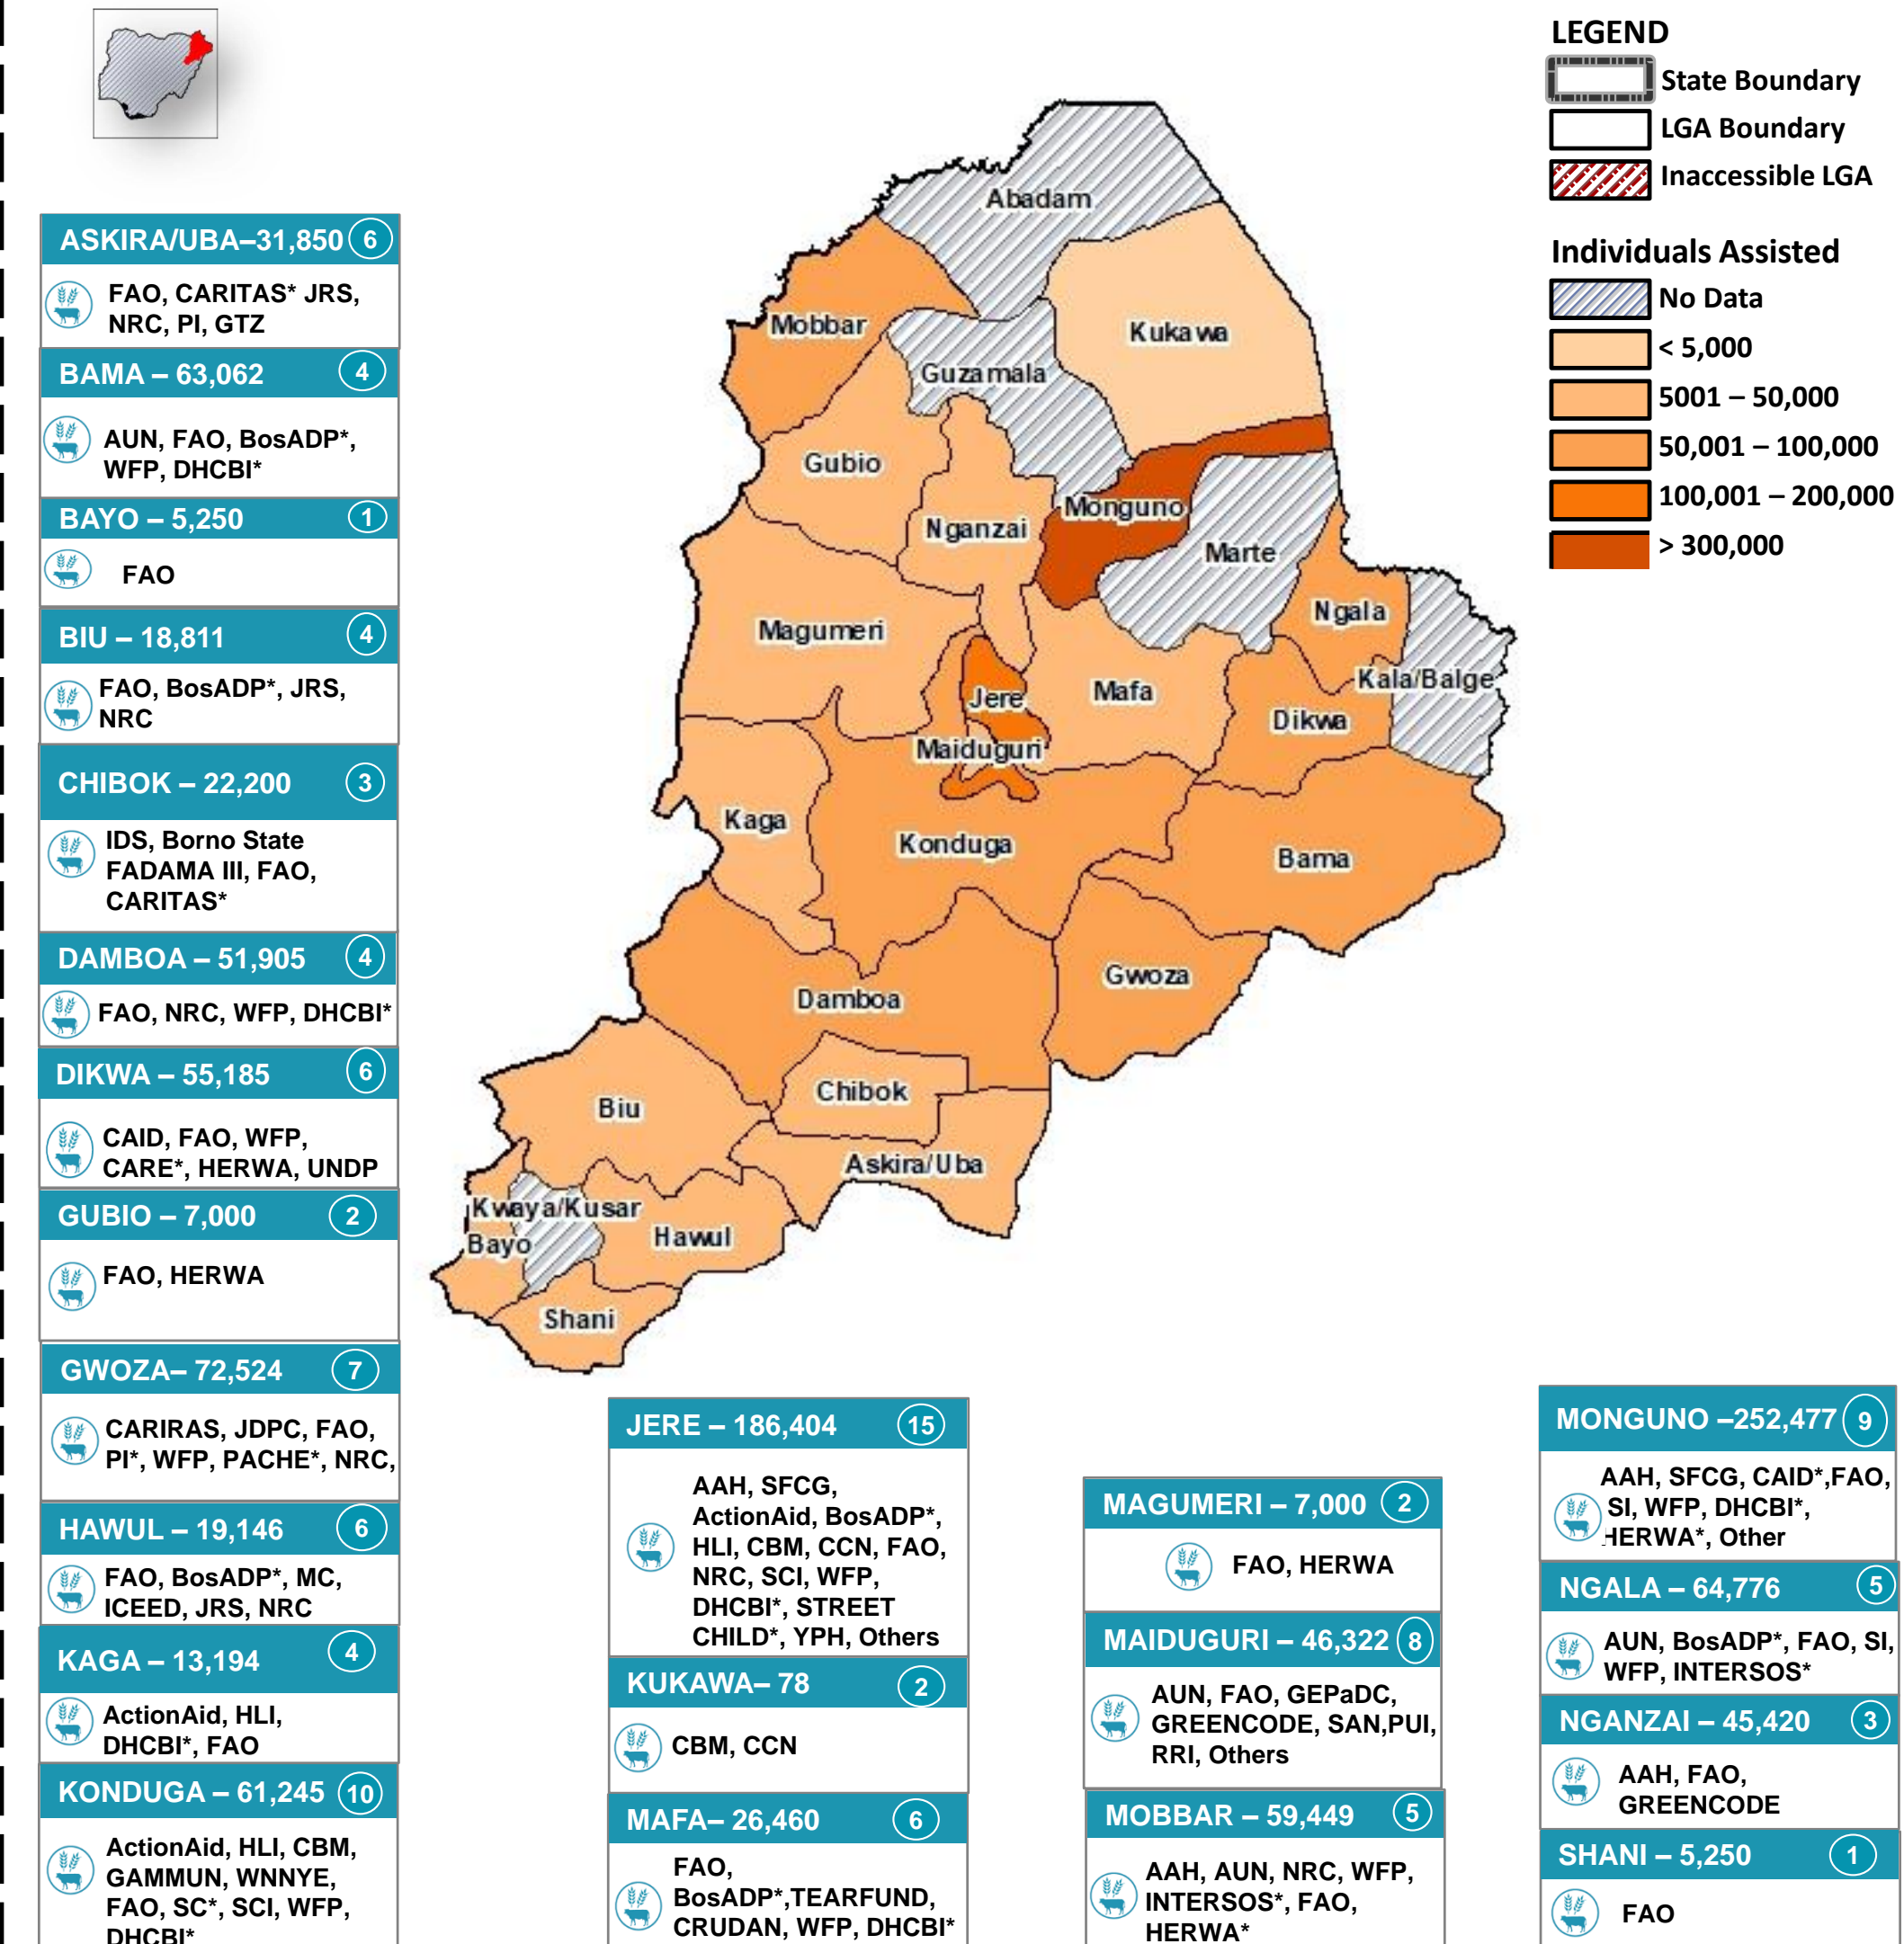 LEGEND
State Boundary
LGA Boundary
Inaccessible LGA
Individuals Assisted
No Data
< 5,000
5001 – 50,000
50,001 – 100,000
100,001 – 200,000
> 300,000
Abadam
Mobbar
Kukawa
Guzamala
Gubio
Monguno
Nganzai
Marte
Ngala
Magumeri
Kala/Balge
Jere
Mafa
Dikwa
Maiduguri
Kaga
Konduga
Bama
Gwoza
Damboa
Chibok
Biu
Askira/Uba
Kwaya/Kusar
Bayo
Hawul
Shani
ASKIRA/UBA–31,850 6
FAO, CARITAS* JRS,
NRC, PI, GTZ
BAMA – 63,062 4
AUN, FAO, BosADP*,
WFP, DHCBI*
BAYO – 5,250 1
FAO
BIU – 18,811 4
FAO, BosADP*, JRS,
NRC
CHIBOK – 22,200 3
IDS, Borno State
FADAMA III, FAO,
CARITAS*
DAMBOA – 51,905 4
FAO, NRC, WFP, DHCBI*
DIKWA – 55,185 6
CAID, FAO, WFP,
CARE*, HERWA, UNDP
GUBIO – 7,000 2
FAO, HERWA
GWOZA– 72,524 7
CARIRAS, JDPC, FAO,
PI*, WFP, PACHE*, NRC,
HAWUL – 19,146 6
FAO, BosADP*, MC,
ICEED, JRS, NRC
KAGA – 13,194 4
ActionAid, HLI,
DHCBI*, FAO
KONDUGA – 61,245 10
ActionAid, HLI, CBM,
GAMMUN, WNNYE,
FAO, SC*, SCI, WFP,
DHCBI*
JERE – 186,404 15
AAH, SFCG,
ActionAid, BosADP*,
HLI, CBM, CCN, FAO,
NRC, SCI, WFP,
DHCBI*, STREET
CHILD*, YPH, Others
KUKAWA– 78 2
CBM, CCN
MAFA– 26,460 6
FAO,
BosADP*,TEARFUND,
CRUDAN, WFP, DHCBI*
MAGUMERI – 7,000 2
FAO, HERWA
MAIDUGURI – 46,322 8
AUN, FAO, GEPaDC,
GREENCODE, SAN,PUI,
RRI, Others
MOBBAR – 59,449 5
AAH, AUN, NRC, WFP,
INTERSOS*, FAO,
HERWA*
MONGUNO –252,477 9
AAH, SFCG, CAID*,FAO,
SI, WFP, DHCBI*,
HERWA*, Other
NGALA – 64,776 5
AUN, BosADP*, FAO, SI,
WFP, INTERSOS*
NGANZAI – 45,420 3
AAH, FAO,
GREENCODE
SHANI – 5,250 1
FAO